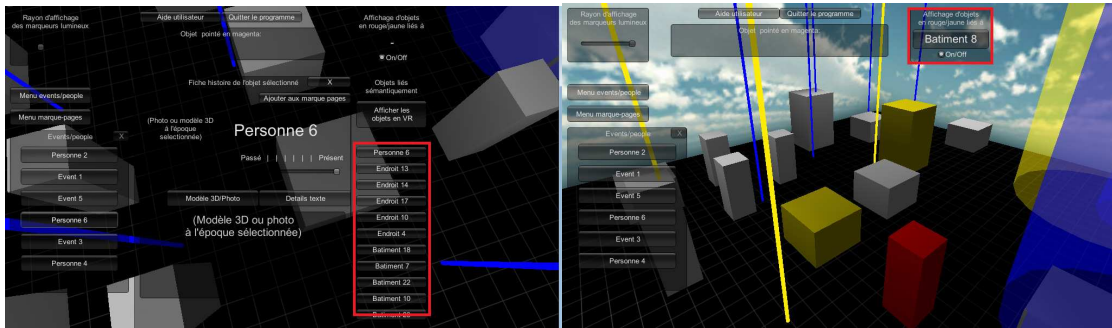 Rayon d'affichage
des marqueurs lumineux
Aide utilisateur
Quitter le programme
Objet pointé en magenta:
Affichage d'objets
en rouge/jaune liés à
-
On/Off
Fiche histoire de l'objet sélectionné
X
Ajouter aux marque pages
Objets liés
sémantiquement
Afficher les
objets en VR
Menu events/people
Menu marque-pages
Events/people
X
Personne 2
Event 1
Event 5
Personne 6
Event 3
Personne 4
(Photo ou modèle 3D
à l'époque
selectionnée)
Personne 6
Passé | | | | | | Présent
Modèle 3D/Photo
Details texte
(Modèle 3D ou photo
à l'époque sélectionnée)
Personne 6
Endroit 13
Endroit 14
Endroit 17
Endroit 10
Endroit 4
Batiment 18
Batiment 7
Batiment 22
Batiment 10
Rayon d'affichage
des marqueurs lumineux
Aide utilisateur
Quitter le programme
Objet pointé en magenta:
Affichage d'objets
en rouge/jaune liés à
Batiment 8
On/Off
Menu events/people
Menu marque-pages
Events/people
X
Personne 2
Event 1
Event 5
Personne 6
Event 3
Personne 4